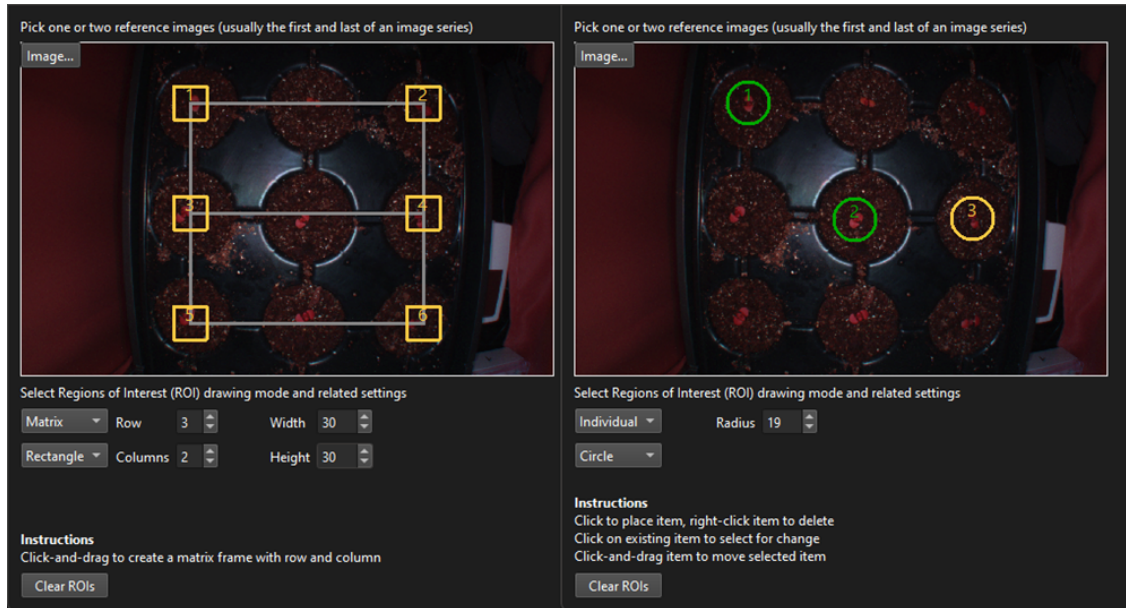 Pick one or two reference images (usually the first and last of an image series)
Image...
1
2
3
4
5
6
Select Regions of Interest (ROI) drawing mode and related settings
Matrix Row 3 Width 30
Rectangle Columns 2 Height 30
Instructions
Click-and-drag to create a matrix frame with row and column
Clear ROIs
Pick one or two reference images (usually the first and last of an image series)
Image...
1
2
3
Select Regions of Interest (ROI) drawing mode and related settings
Individual Radius 19
Circle
Instructions
Click to place item, right-click item to delete
Click on existing item to select for change
Click-and-drag item to move selected item
Clear ROIs